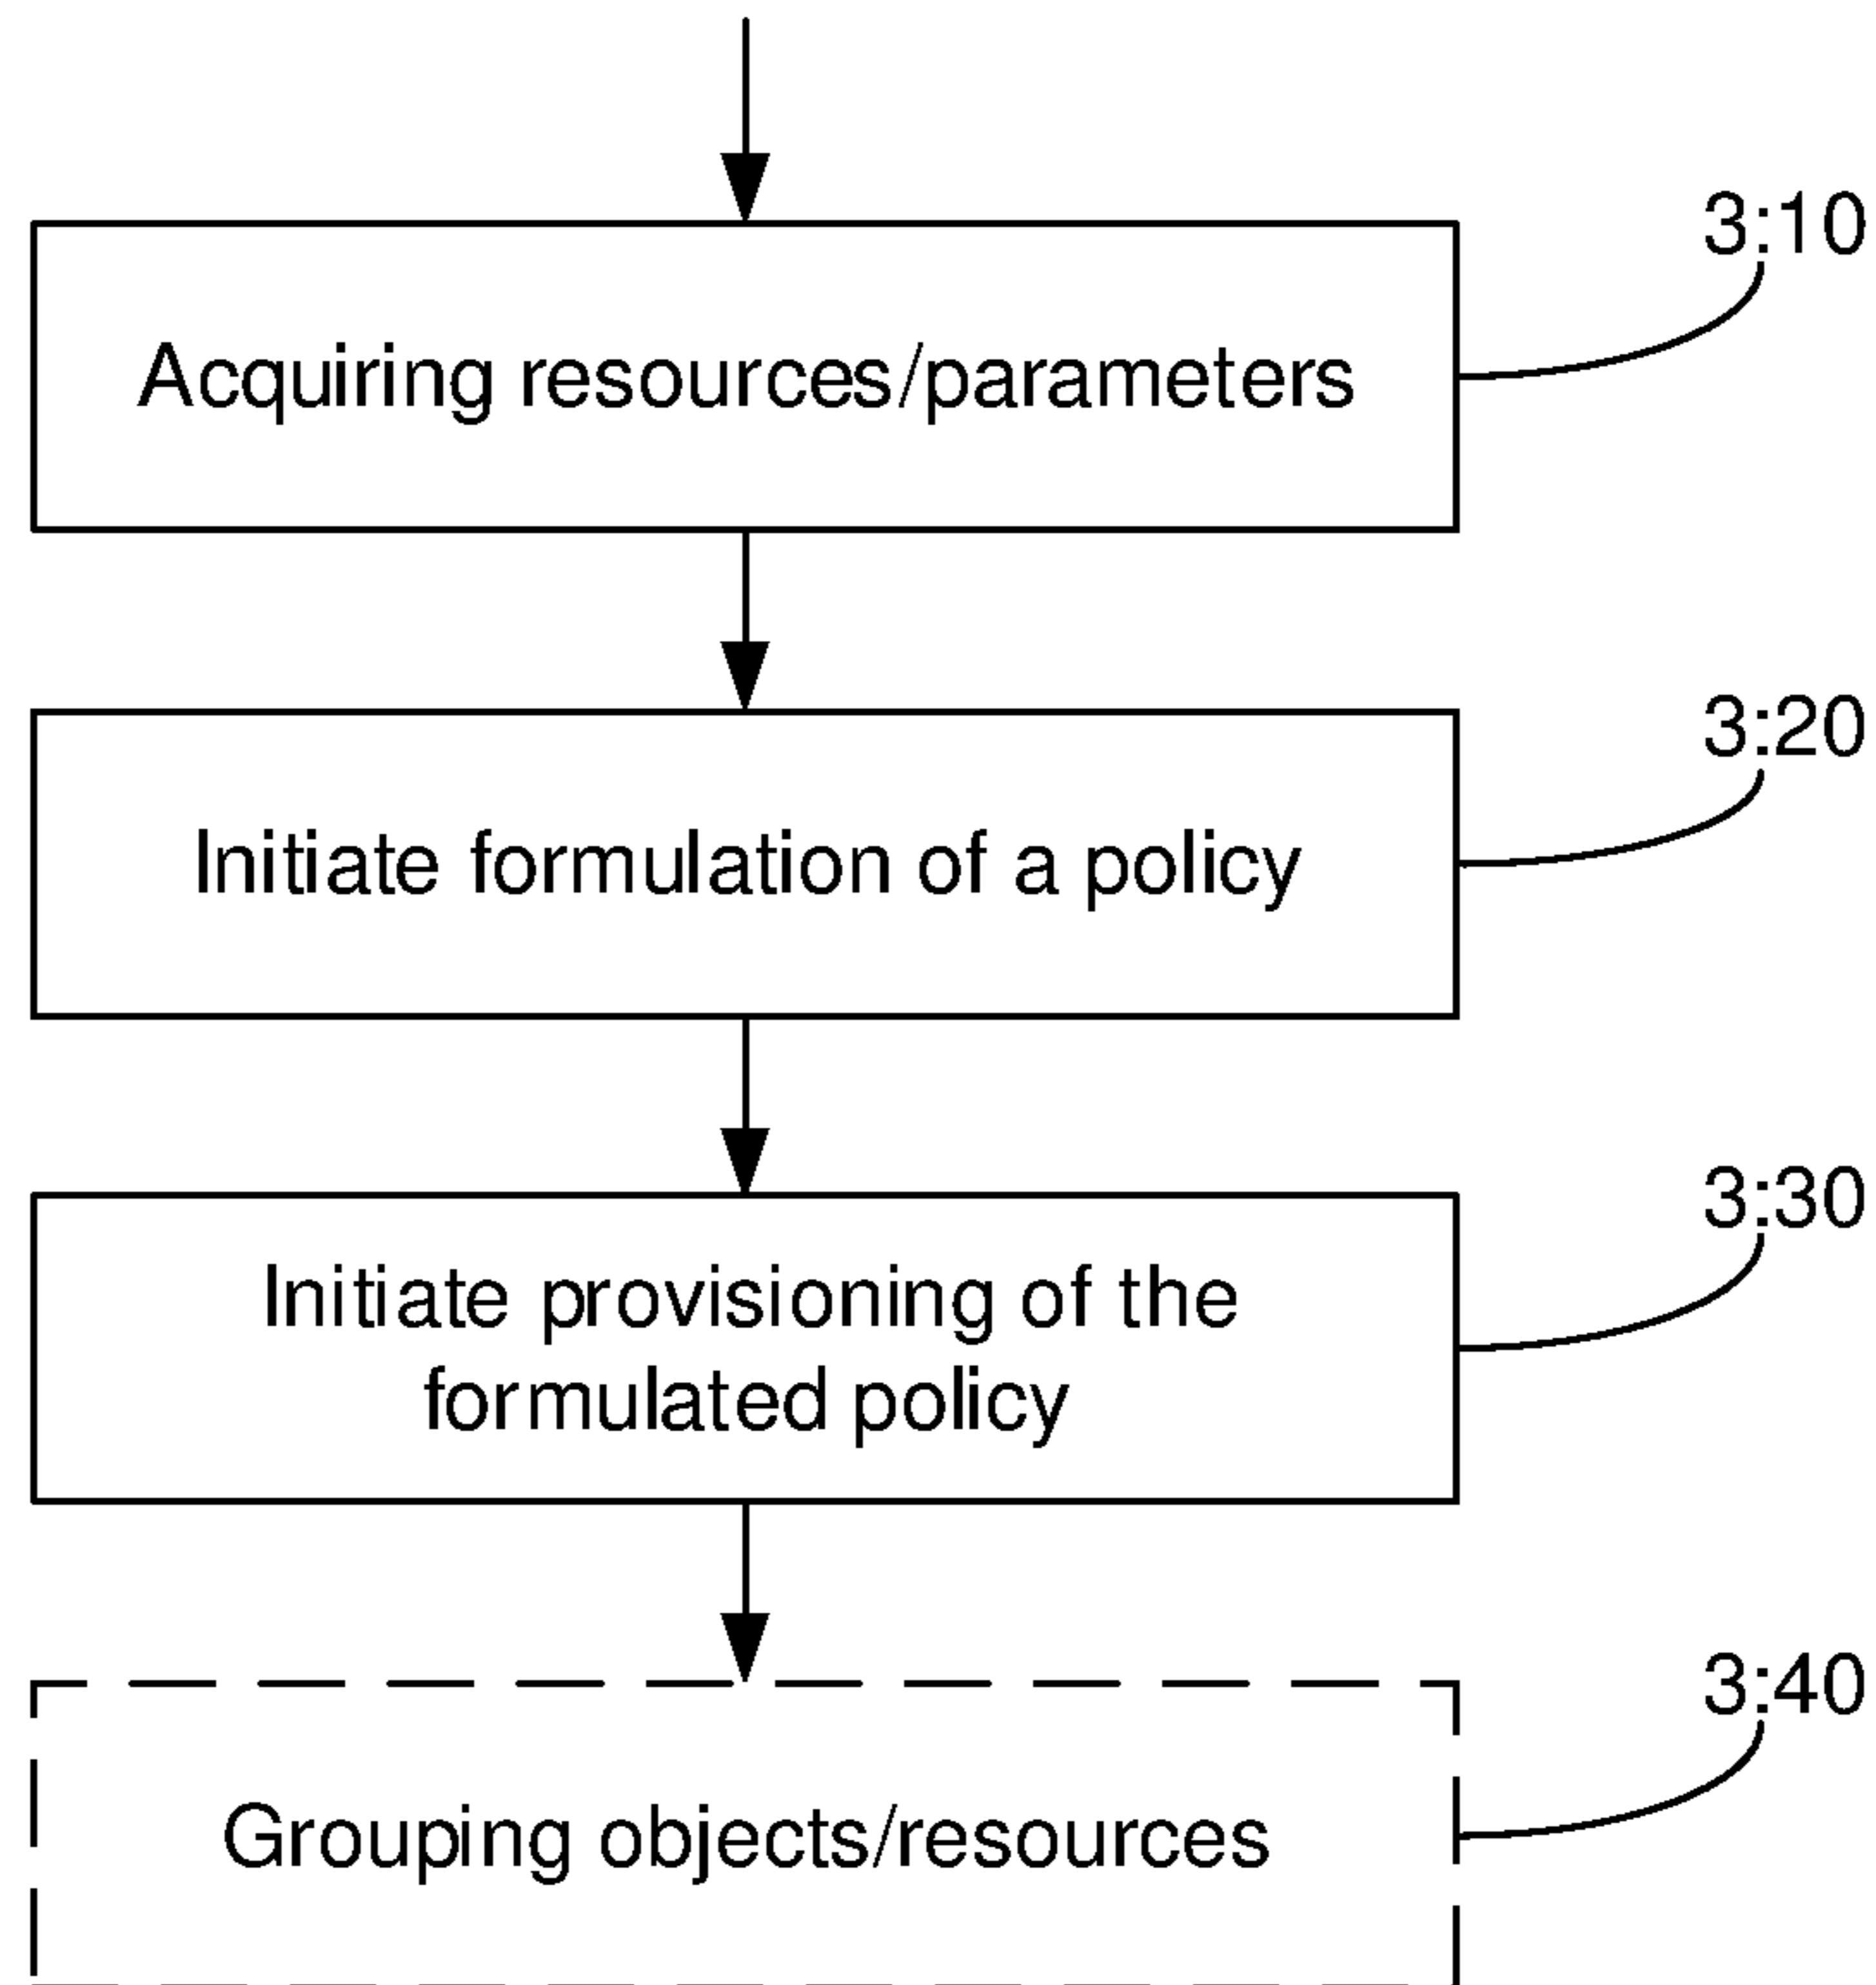 3:10
Acquiring resources/parameters
3:20
Initiate formulation of a policy
3:30
Initiate provisioning of the
formulated policy
3:40
Grouping objects/resources